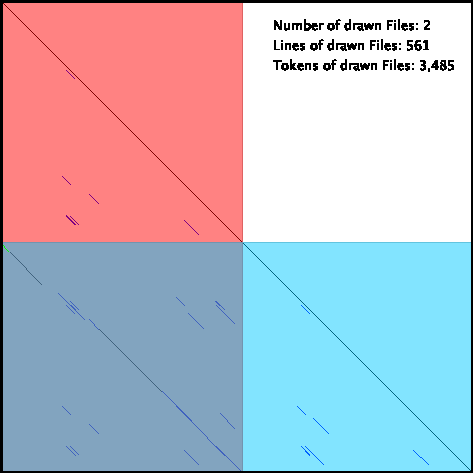 Number of drawn Files: 2
Lines of drawn Files: 561
Tokens of drawn Files: 3,485